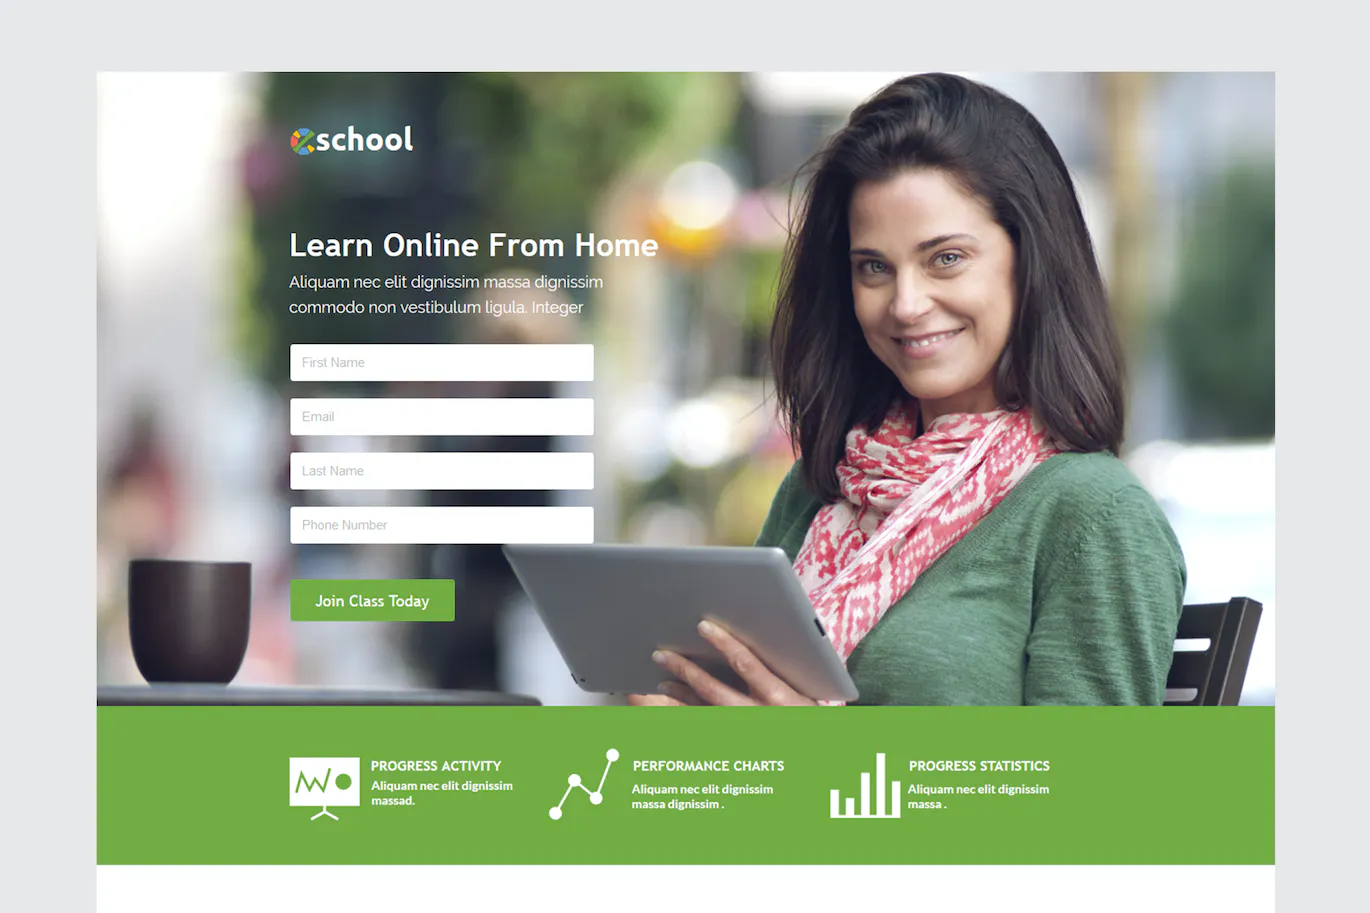 eschool
Learn Online From Home
Aliquam nec elit dignissim massa dignissim
commodo non vestibulum ligula. Integer
First Name
Email
Last Name
Phone Number
Join Class Today
PROGRESS ACTIVITY
Aliquam nec elit dignissim
massad.
PERFORMANCE CHARTS
Aliquam nec elit dignissim
massa dignissim .
PROGRESS STATISTICS
Aliquam nec elit dignissim
massa .